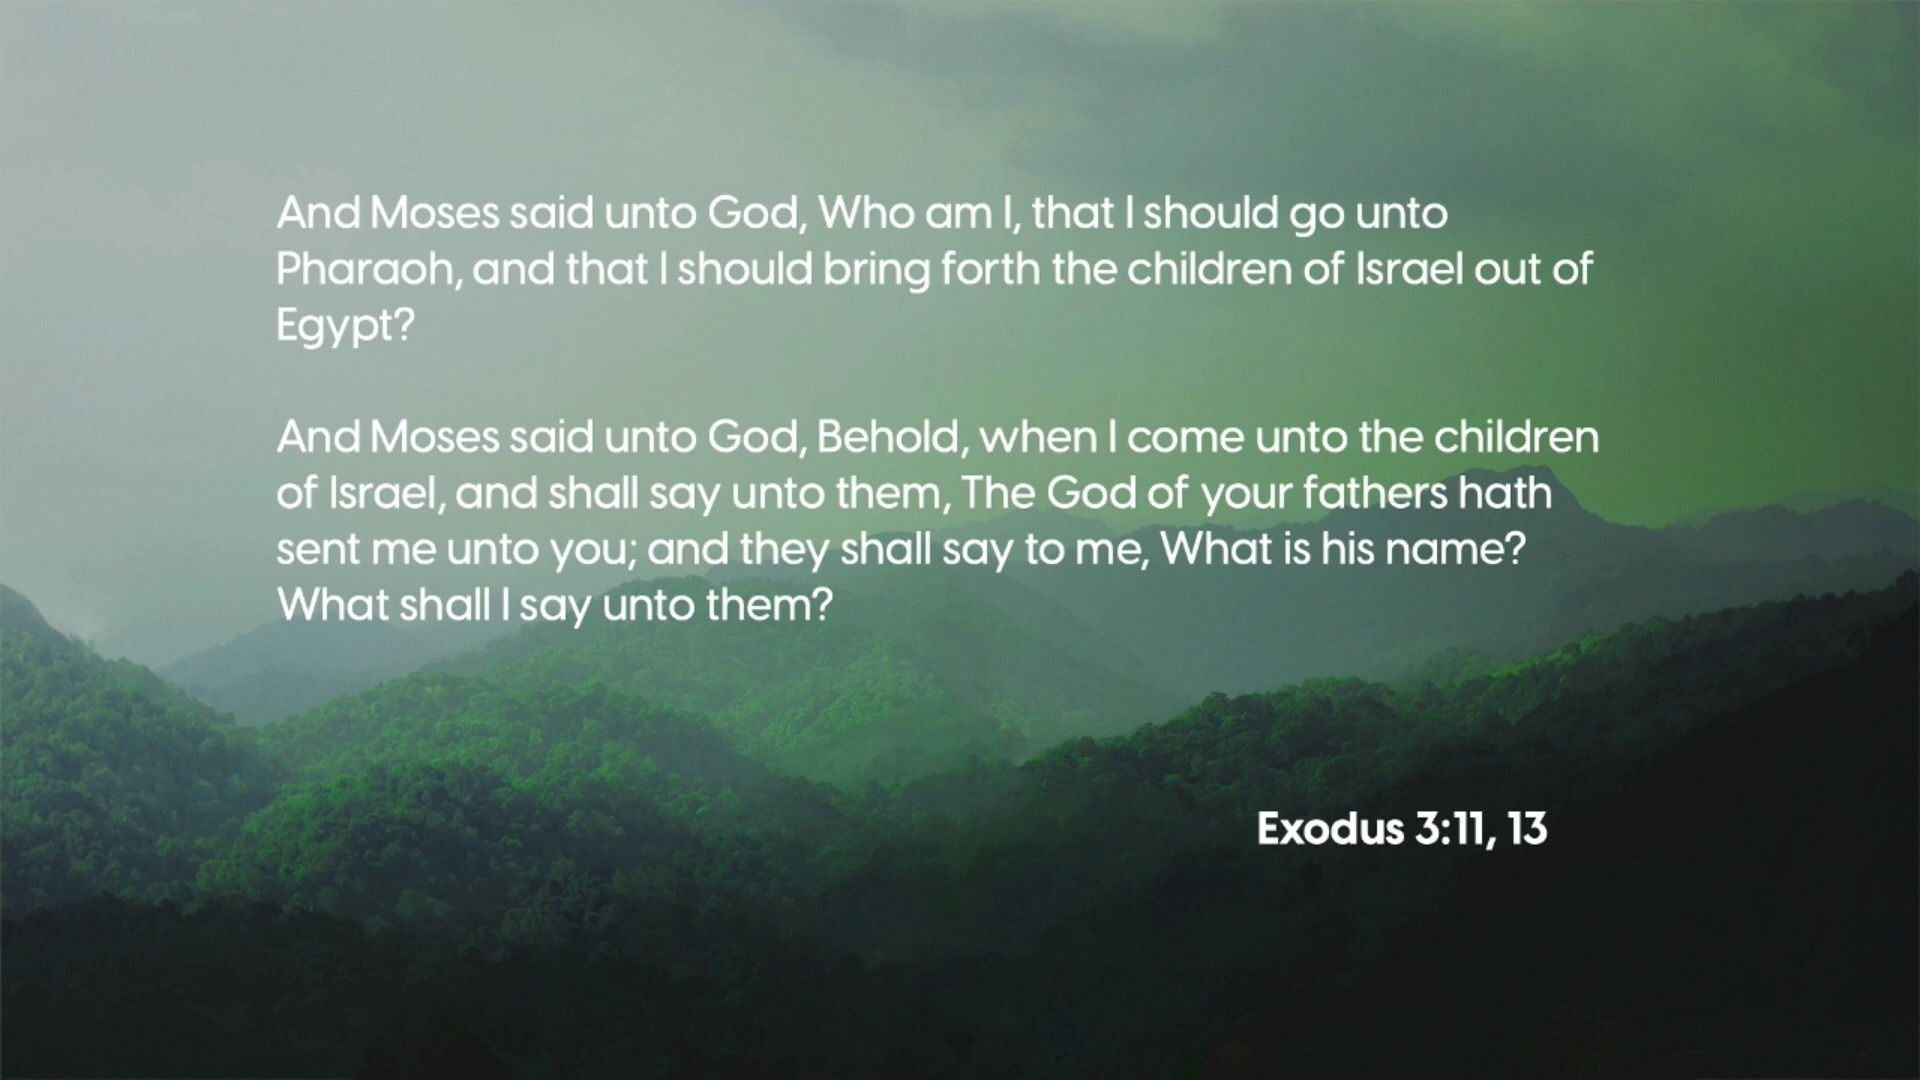 And Moses said unto God, Who am I, that I should go unto
Pharaoh, and that I should bring forth the children of Israel out of
Egypt?
And Moses said unto God, Behold, when I come unto the children
of Israel, and shall say unto them, The God of your fathers hath
sent me unto you; and they shall say to me, What is his name?
What shall I say unto them?
Exodus 3:11, 13